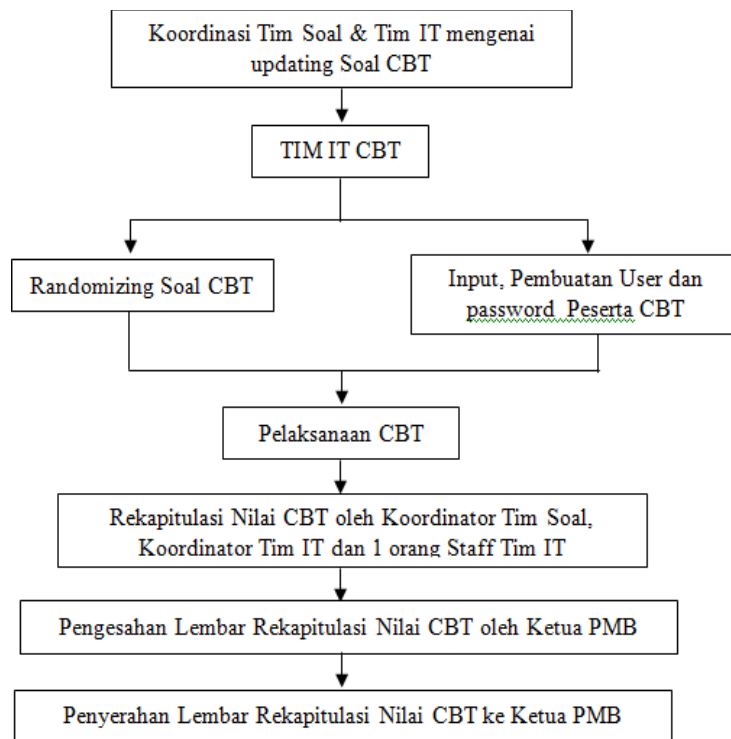 Koordinasi Tim Soal & Tim IT mengenai
updating Soal CBT
TIM IT CBT
Randomizing Soal CBT
Input, Pembuatan User dan
password Peserta CBT
Pelaksanaan CBT
Rekapitulasi Nilai CBT oleh Koordinator Tim Soal,
Koordinator Tim IT dan 1 orang Staff Tim IT
Pengesahan Lembar Rekapitulasi Nilai CBT oleh Ketua PMB
Penyerahan Lembar Rekapitulasi Nilai CBT ke Ketua PMB